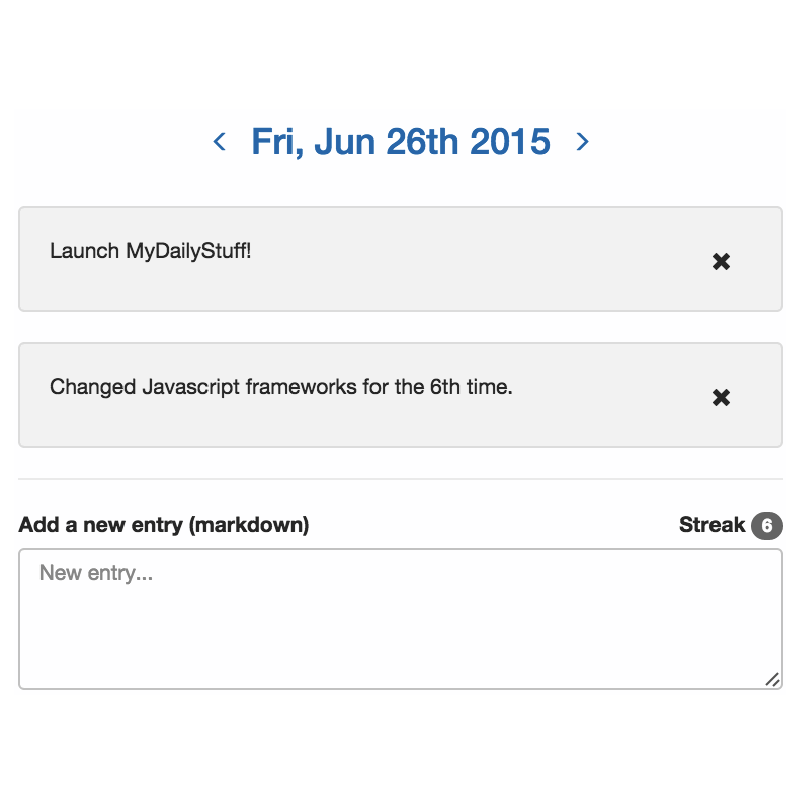 Fri, Jun 26th 2015
Launch MyDailyStuff!
Changed Javascript frameworks for the 6th time.
Add a new entry (markdown) Streak 6
New entry...